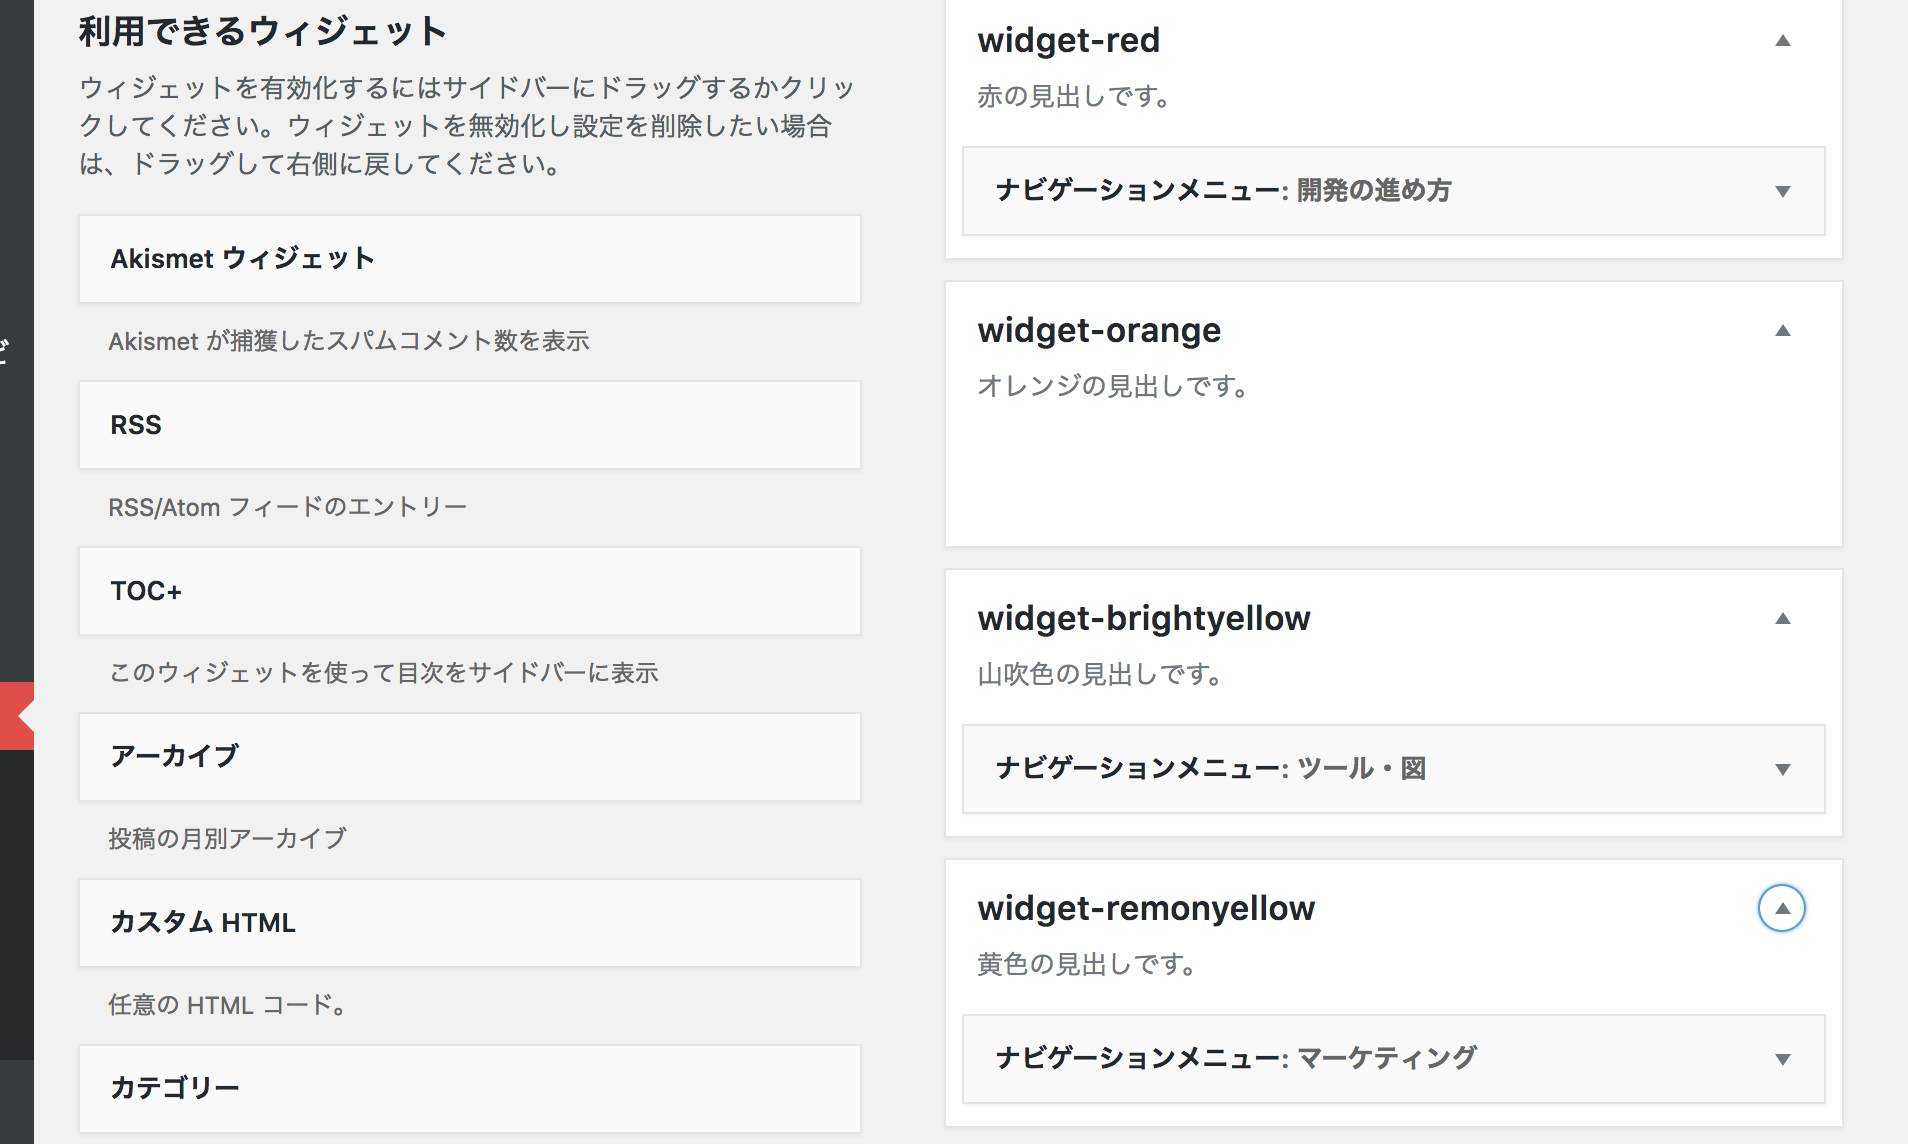 利用できるウィジェット
ウィジェットを有効化するにはサイドバーにドラッグするかクリッ
クしてください。ウィジェットを無効化し設定を削除したい場合
は、ドラッグして右側に戻してください。
Akismet ウィジェット
Akismet が捕獲したスパムコメント数を表示
RSS
RSS/Atom フィードのエントリー
TOC+
このウィジェットを使って目次をサイドバーに表示
アーカイブ
投稿の月別アーカイブ
カスタム HTML
任意の HTML コード。
カテゴリー
widget-red
赤の見出しです。
ナビゲーションメニュー: 開発の進め方
widget-orange
オレンジの見出しです。
widget-brightyellow
山吹色の見出しです。
ナビゲーションメニュー: ツール・図
widget-remonyellow
黄色の見出しです。
ナビゲーションメニュー: マーケティング